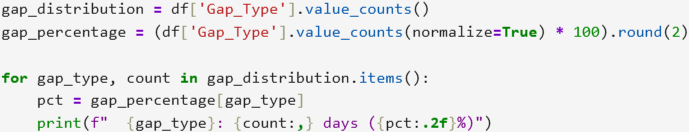 gap_distribution = df['Gap_Type'].value_counts()
gap_percentage = (df['Gap_Type'].value_counts(normalize=True) * 100).round(2)

for gap_type, count in gap_distribution.items():
    pct = gap_percentage[gap_type]
    print(f"  {gap_type}: {count:,} days ({pct:.2f}%)")